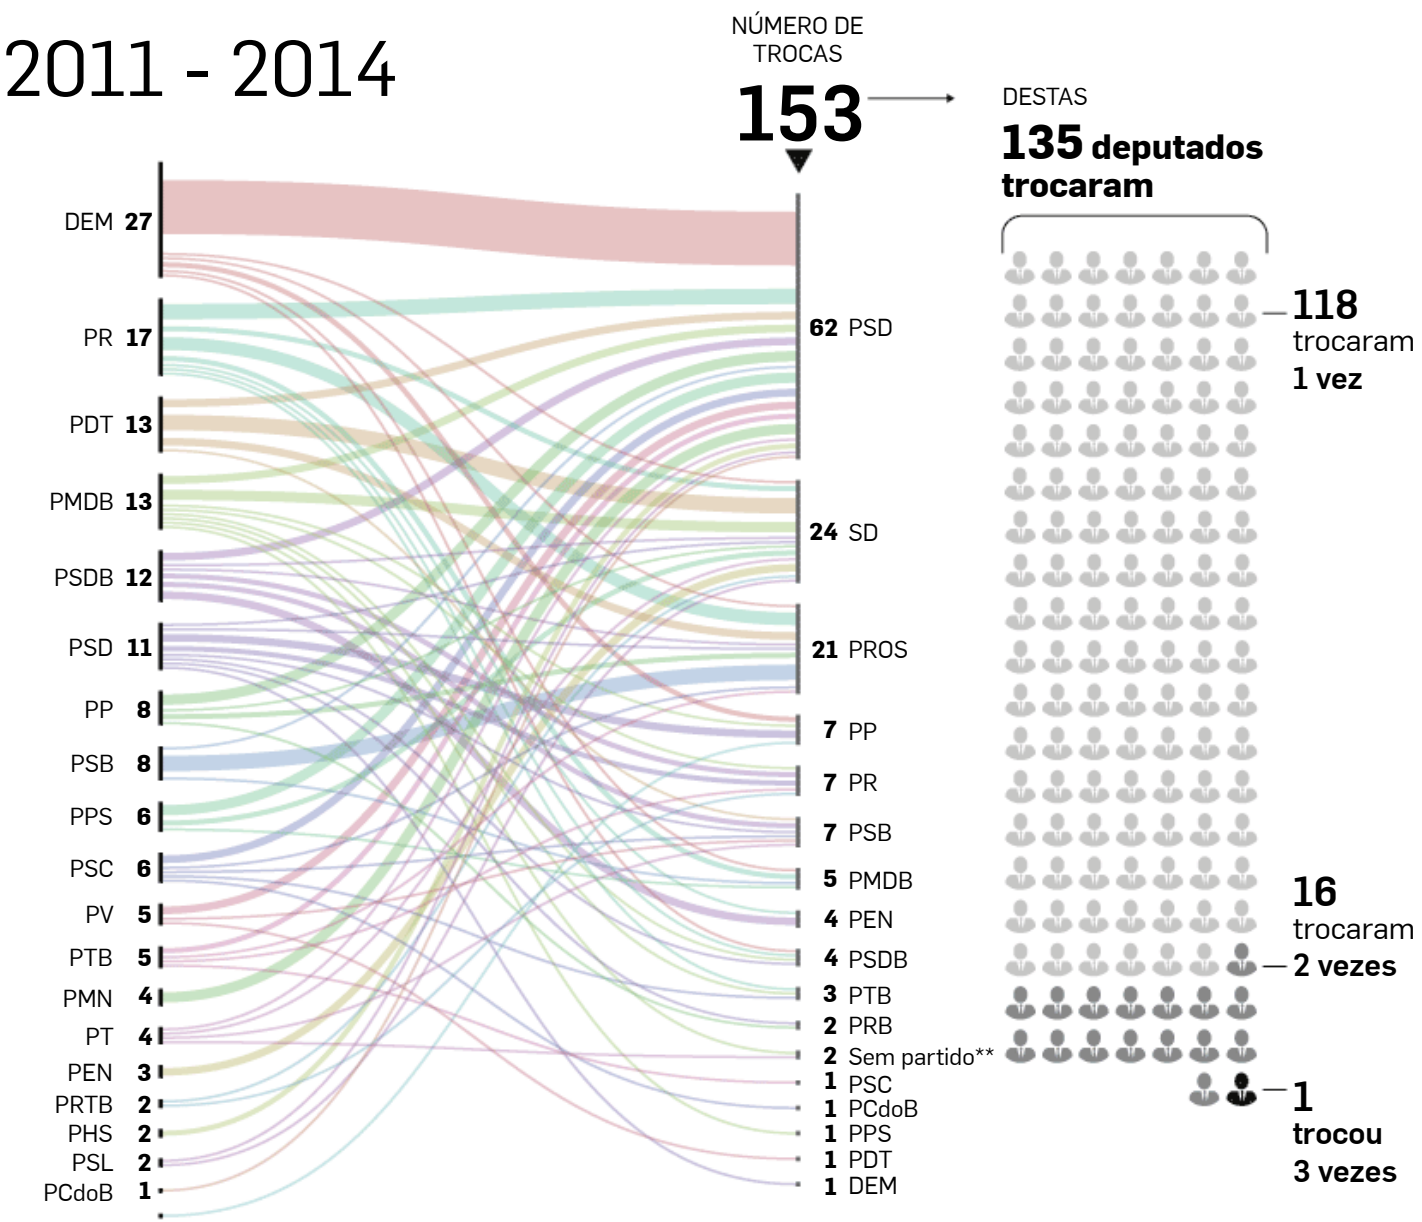 2011 - 2014
NÚMERO DE
TROCAS
153
DESTAS
135 deputados
trocaram
DEM 27
PR 17
PDT 13
PMDB 13
PSDB 12
PSD 11
PP 8
PSB 8
PPS 6
PSC 6
PV 5
PTB 5
PMN 4
PT 4
PEN 3
PRTB 2
PHS 2
PSL 2
PCdoB 1
62 PSD
24 SD
21 PROS
7 PP
7 PR
7 PSB
5 PMDB
4 PEN
4 PSDB
3 PTB
2 PRB
2 Sem partido**
1 PSC
1 PCdoB
1 PPS
1 PDT
1 DEM
118
trocaram
1 vez
16
trocaram
2 vezes
1
trocou
3 vezes